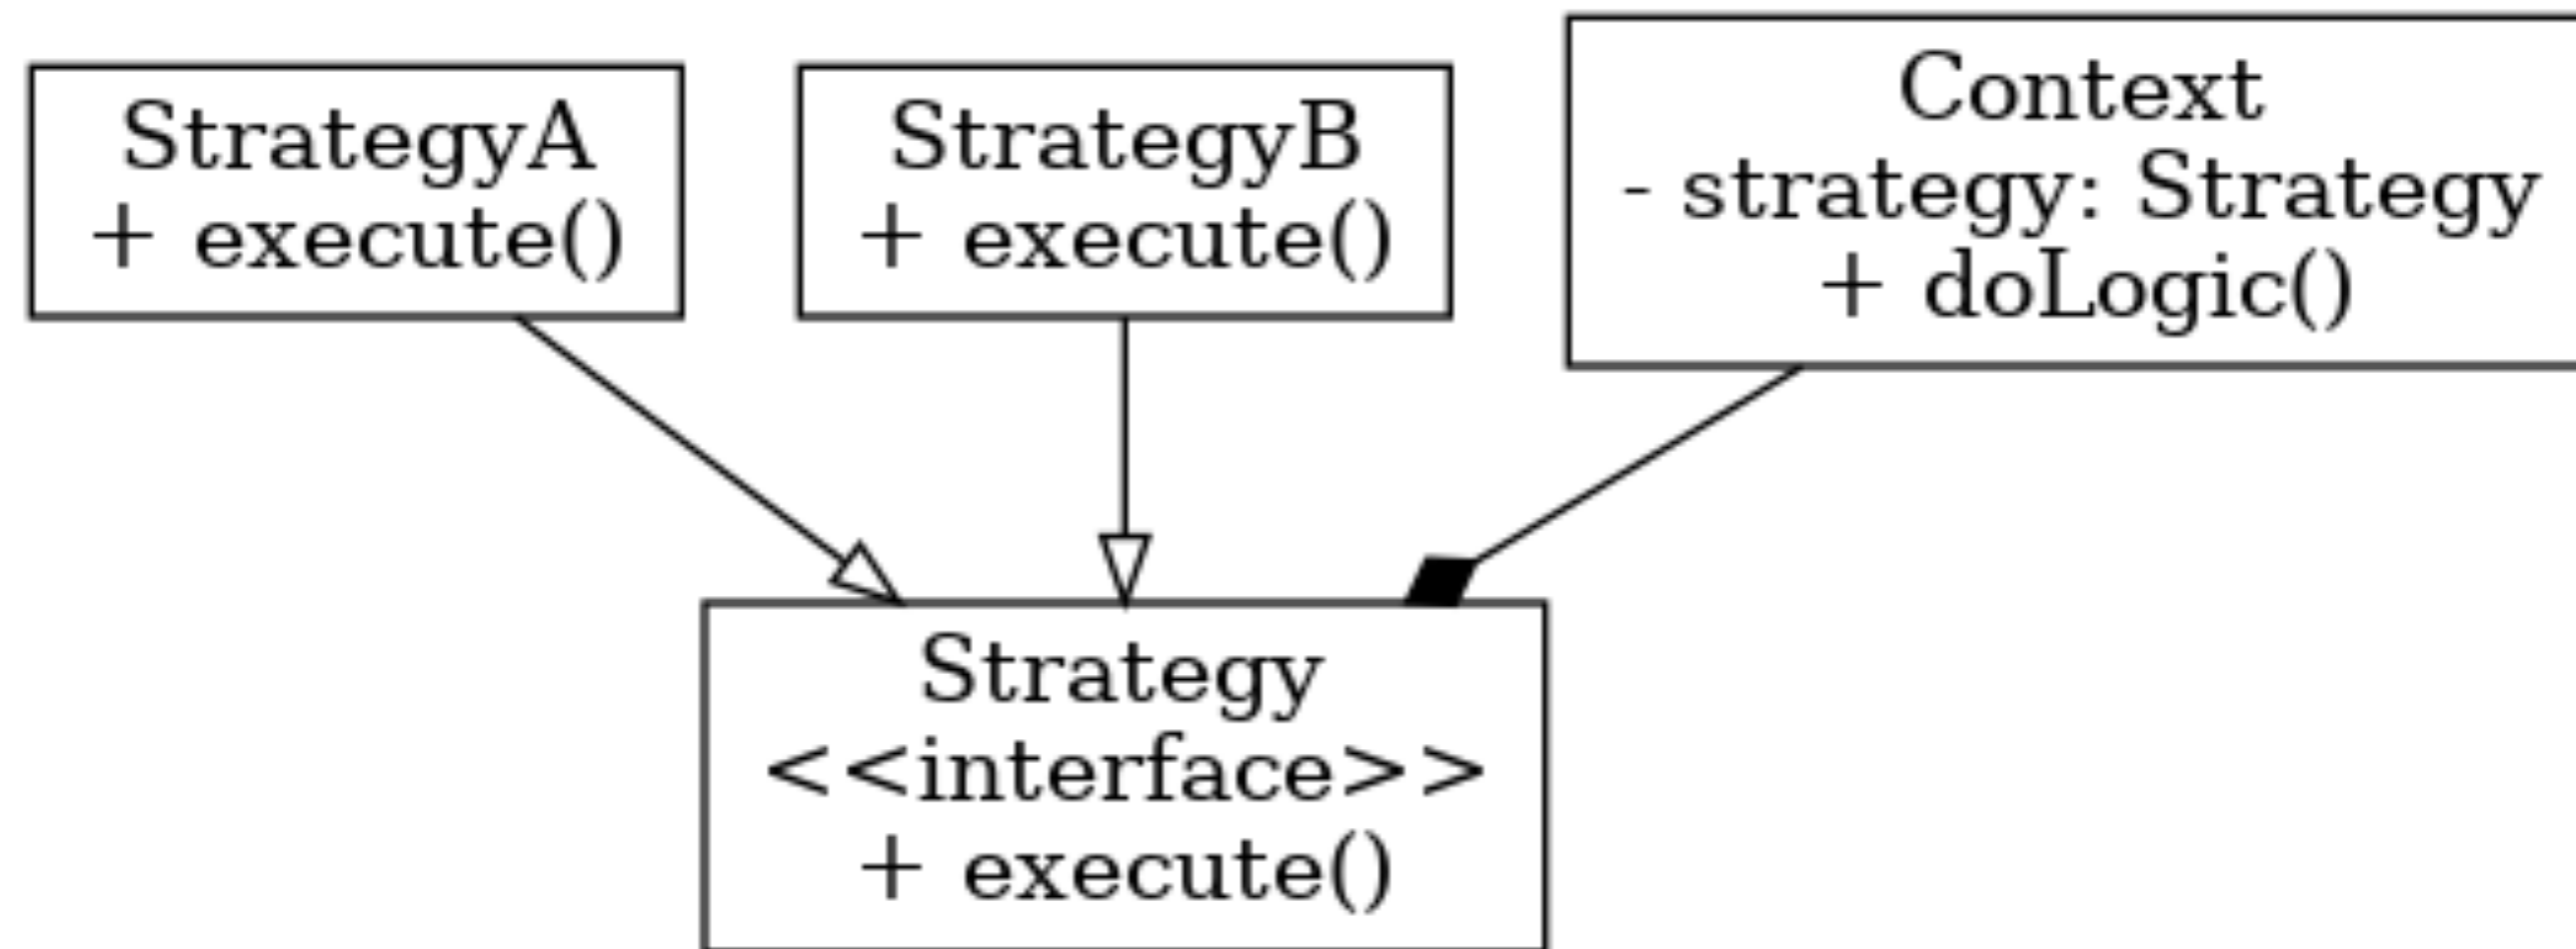 StrategyA
+ execute()
StrategyB
+ execute()
Context
- strategy: Strategy
+ doLogic()
Strategy
<<interface>>
+ execute()